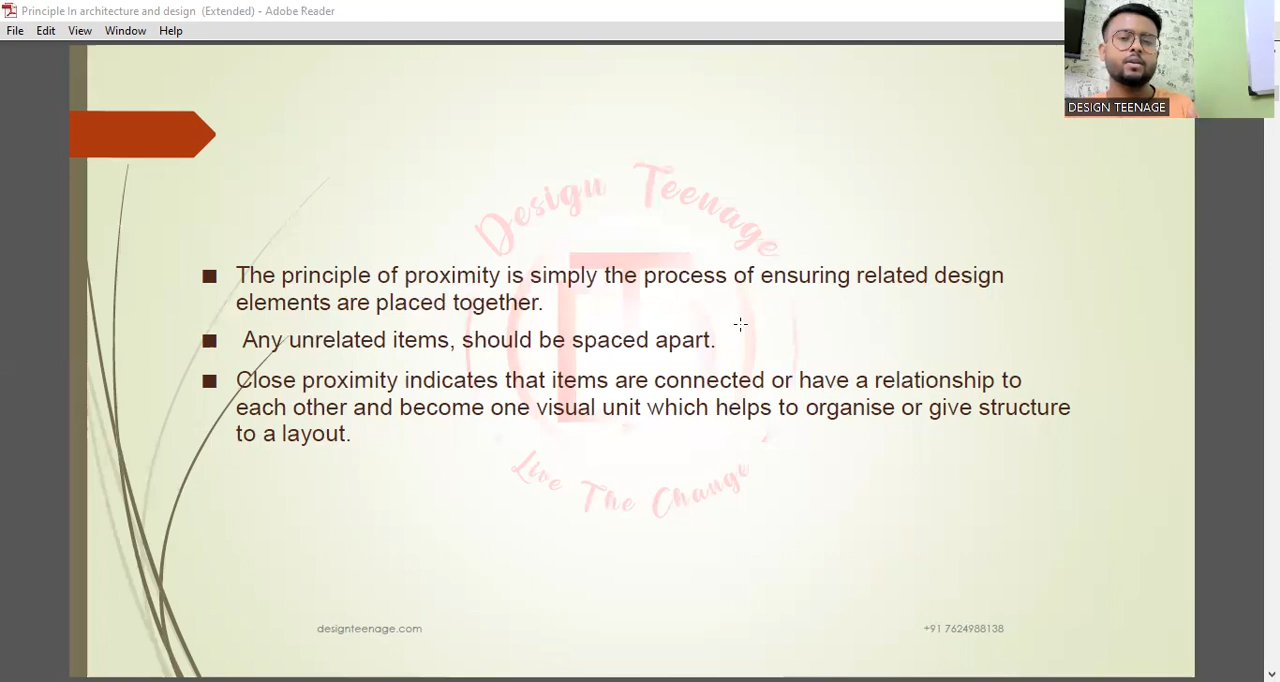 Principle In architecture and design (Extended) - Adobe Reader
File Edit View Window Help
DESIGN TEENAGE
Design Teenage
The principle of proximity is simply the process of ensuring related design
elements are placed together.
Any unrelated items, should be spaced apart.
Close proximity indicates that items are connected or have a relationship to
each other and become one visual unit which helps to organise or give structure
to a layout.
Live The Change
designteenage.com
+91 7624988138